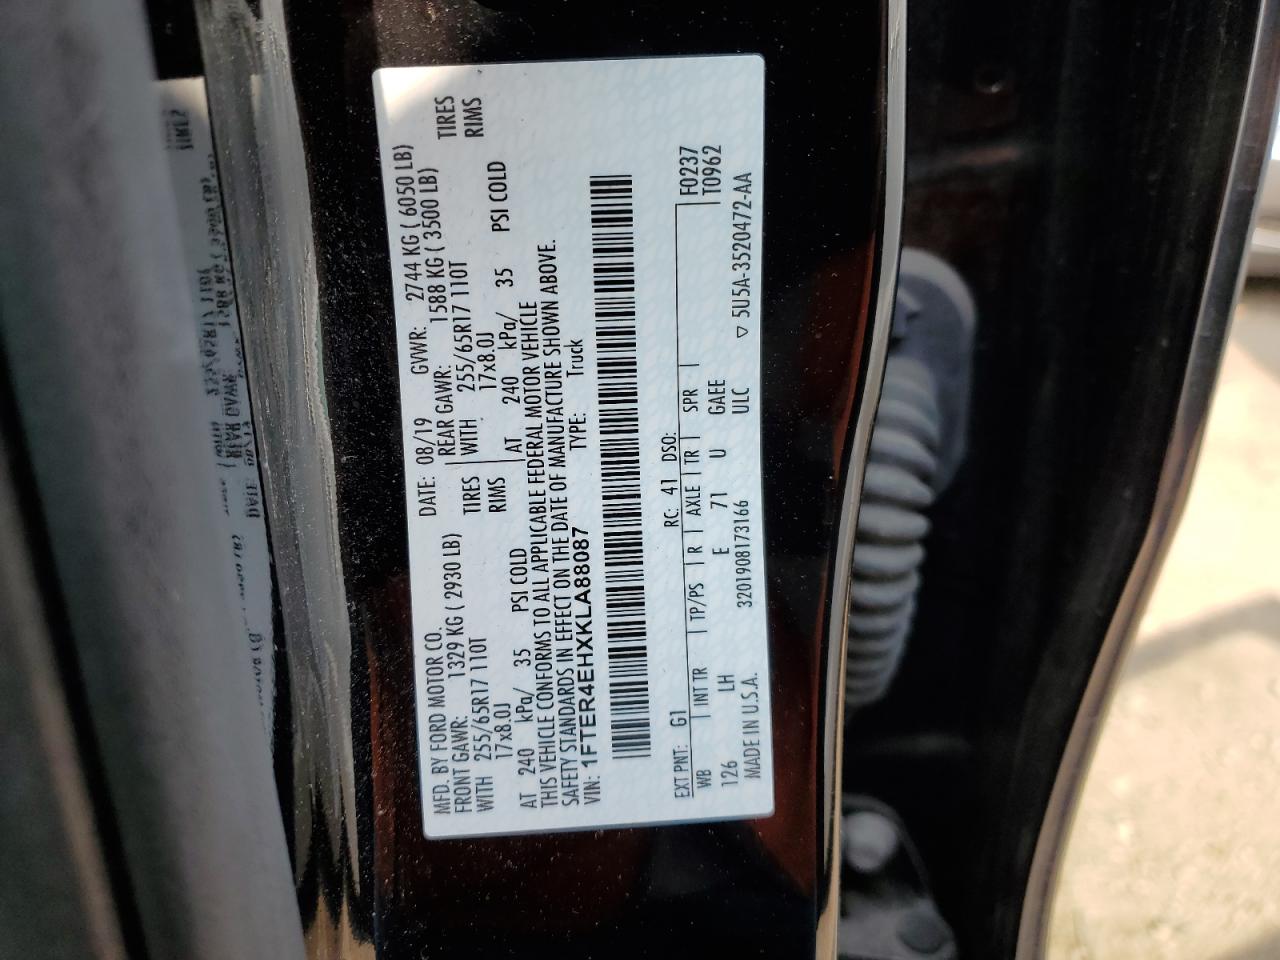 MFD. BY FORD MOTOR CO. DATE: 08/19 GVWR: 2744 KG ( 6050 LB)
FRONT GAWR: 1329 KG ( 2930 LB) REAR GAWR: 1588 KG ( 3500 LB)
WITH 255/65R17 110T TIRES WITH 255/65R17 110T TIRES
17x8.0J RIMS 17x8.0J RIMS
AT 240 kPa/ 35 PSI COLD AT 240 kPa/ 35 PSI COLD
THIS VEHICLE CONFORMS TO ALL APPLICABLE FEDERAL MOTOR VEHICLE
SAFETY STANDARDS IN EFFECT ON THE DATE OF MANUFACTURE SHOWN ABOVE.
VIN: 1FTER4EHXKLA88087 TYPE: Truck
EXT PNT: G1 RC: 41 DSO: F0237
WB INT TR TP/PS R AXLE TR SPR T0962
126 LH E 71 U GAEE
MADE IN U.S.A. 3201908173166 ULC ▽ 5U5A-3520472-AA